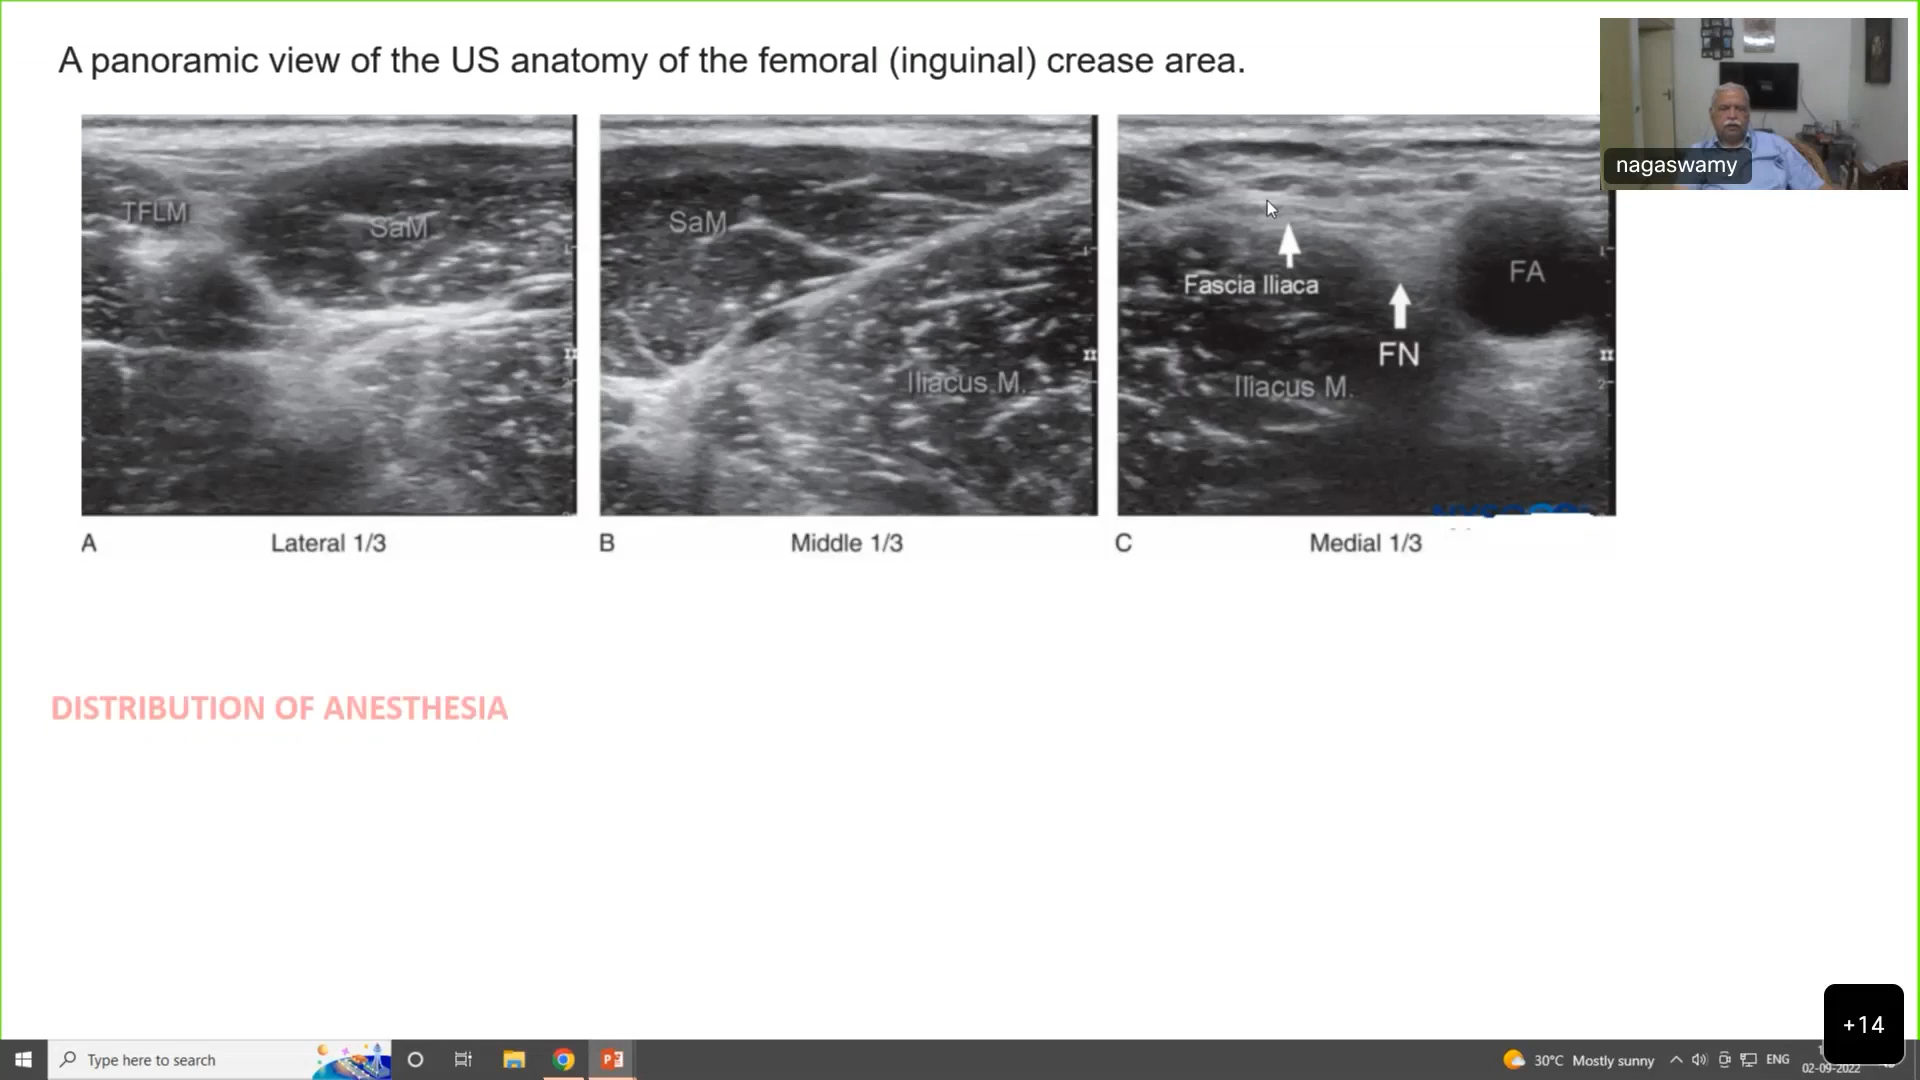 A panoramic view of the US anatomy of the femoral (inguinal) crease area.
nagaswamy
TFLM
SaM
SaM
Iliacus M.
Fascia Iliaca
FN
FA
Iliacus M.
A Lateral 1/3
B Middle 1/3
C Medial 1/3
DISTRIBUTION OF ANESTHESIA
+14
Type here to search
30°C Mostly sunny
ENG
02-09-2022